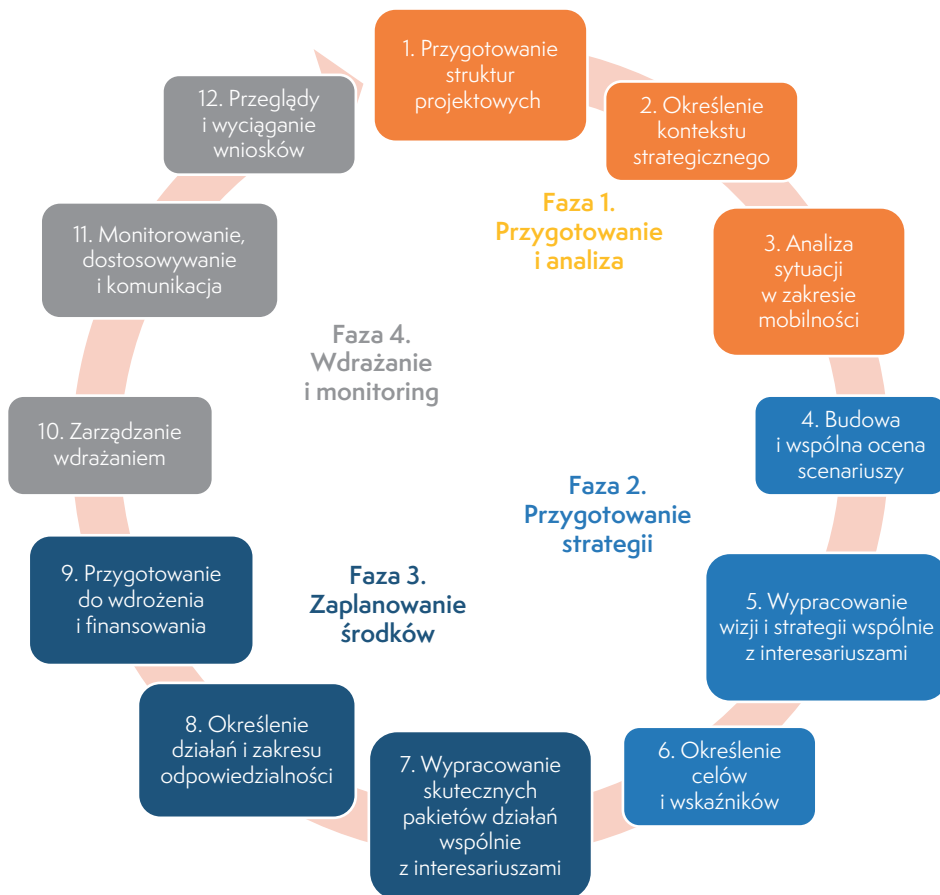 1. Przygotowanie
struktur
projektowych
2. Określenie
kontekstu
strategicznego
3. Analiza
sytuacji
w zakresie
mobilności
4. Budowa
i wspólna ocena
scenariuszy
5. Wypracowanie
wizji i strategii wspólnie
z interesariuszami
6. Określenie
celów
i wskaźników
7. Wypracowanie
skutecznych
pakietów działań
wspólnie
z interesariuszami
8. Określenie
działań i zakresu
odpowiedzialności
9. Przygotowanie
do wdrożenia
i finansowania
10. Zarządzanie
wdrażaniem
11. Monitorowanie,
dostosowywanie
i komunikacja
12. Przeglądy
i wyciąganie
wniosków
Faza 1.
Przygotowanie
i analiza
Faza 2.
Przygotowanie
strategii
Faza 3.
Zaplanowanie
środków
Faza 4.
Wdrażanie
i monitoring